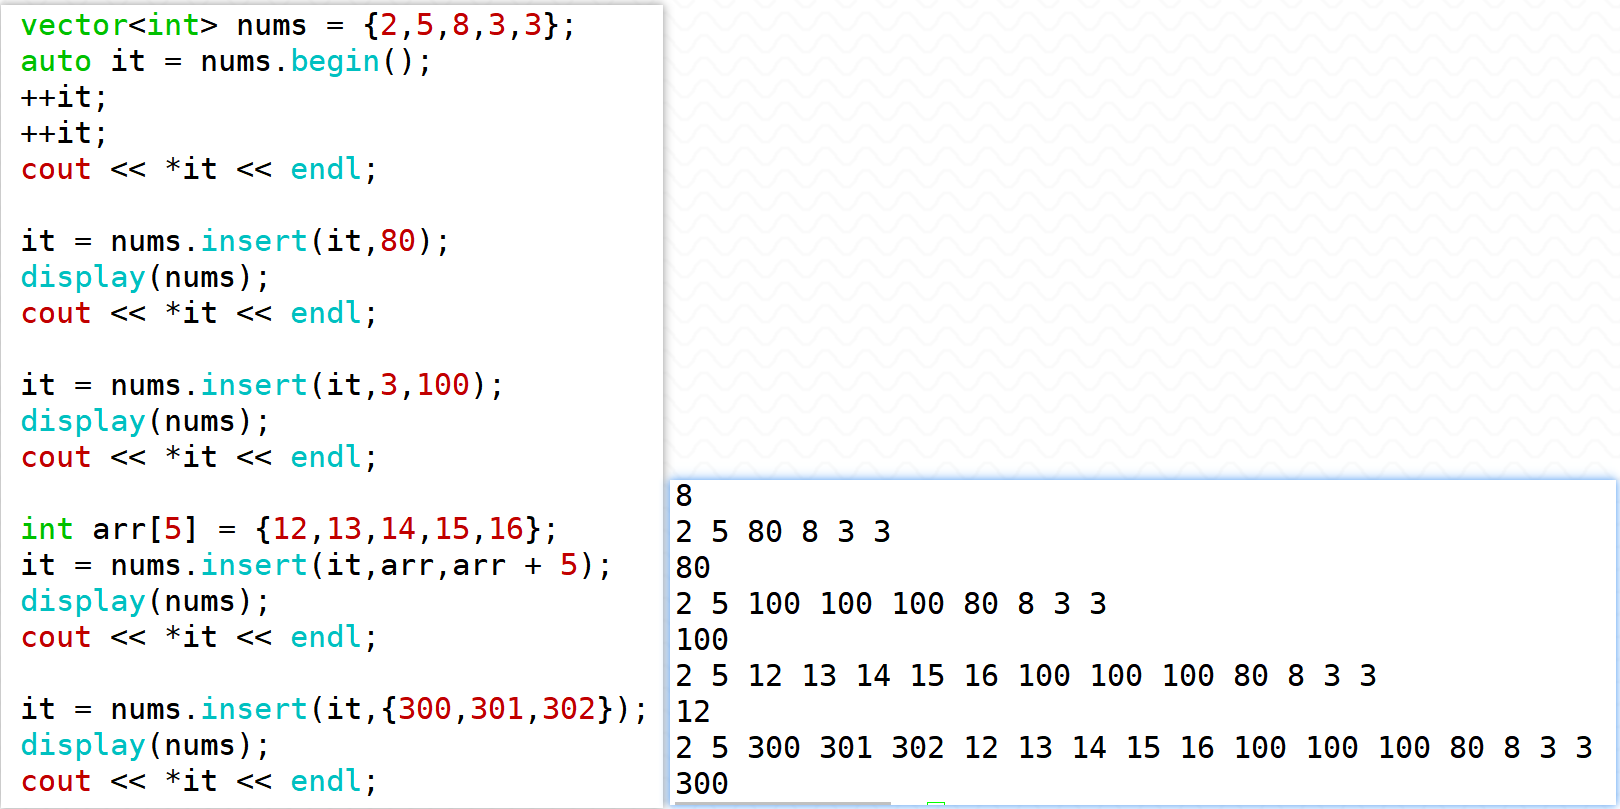 vector<int> nums = {2,5,8,3,3};
auto it = nums.begin();
++it;
++it;
cout << *it << endl;
it = nums.insert(it,80);
display(nums);
cout << *it << endl;
it = nums.insert(it,3,100);
display(nums);
cout << *it << endl;
int arr[5] = {12,13,14,15,16};
it = nums.insert(it,arr,arr + 5);
display(nums);
cout << *it << endl;
it = nums.insert(it,{300,301,302});
display(nums);
cout << *it << endl;
8
2 5 80 8 3 3
80
2 5 100 100 100 80 8 3 3
100
2 5 12 13 14 15 16 100 100 100 80 8 3 3
12
2 5 300 301 302 12 13 14 15 16 100 100 100 80 8 3 3
300